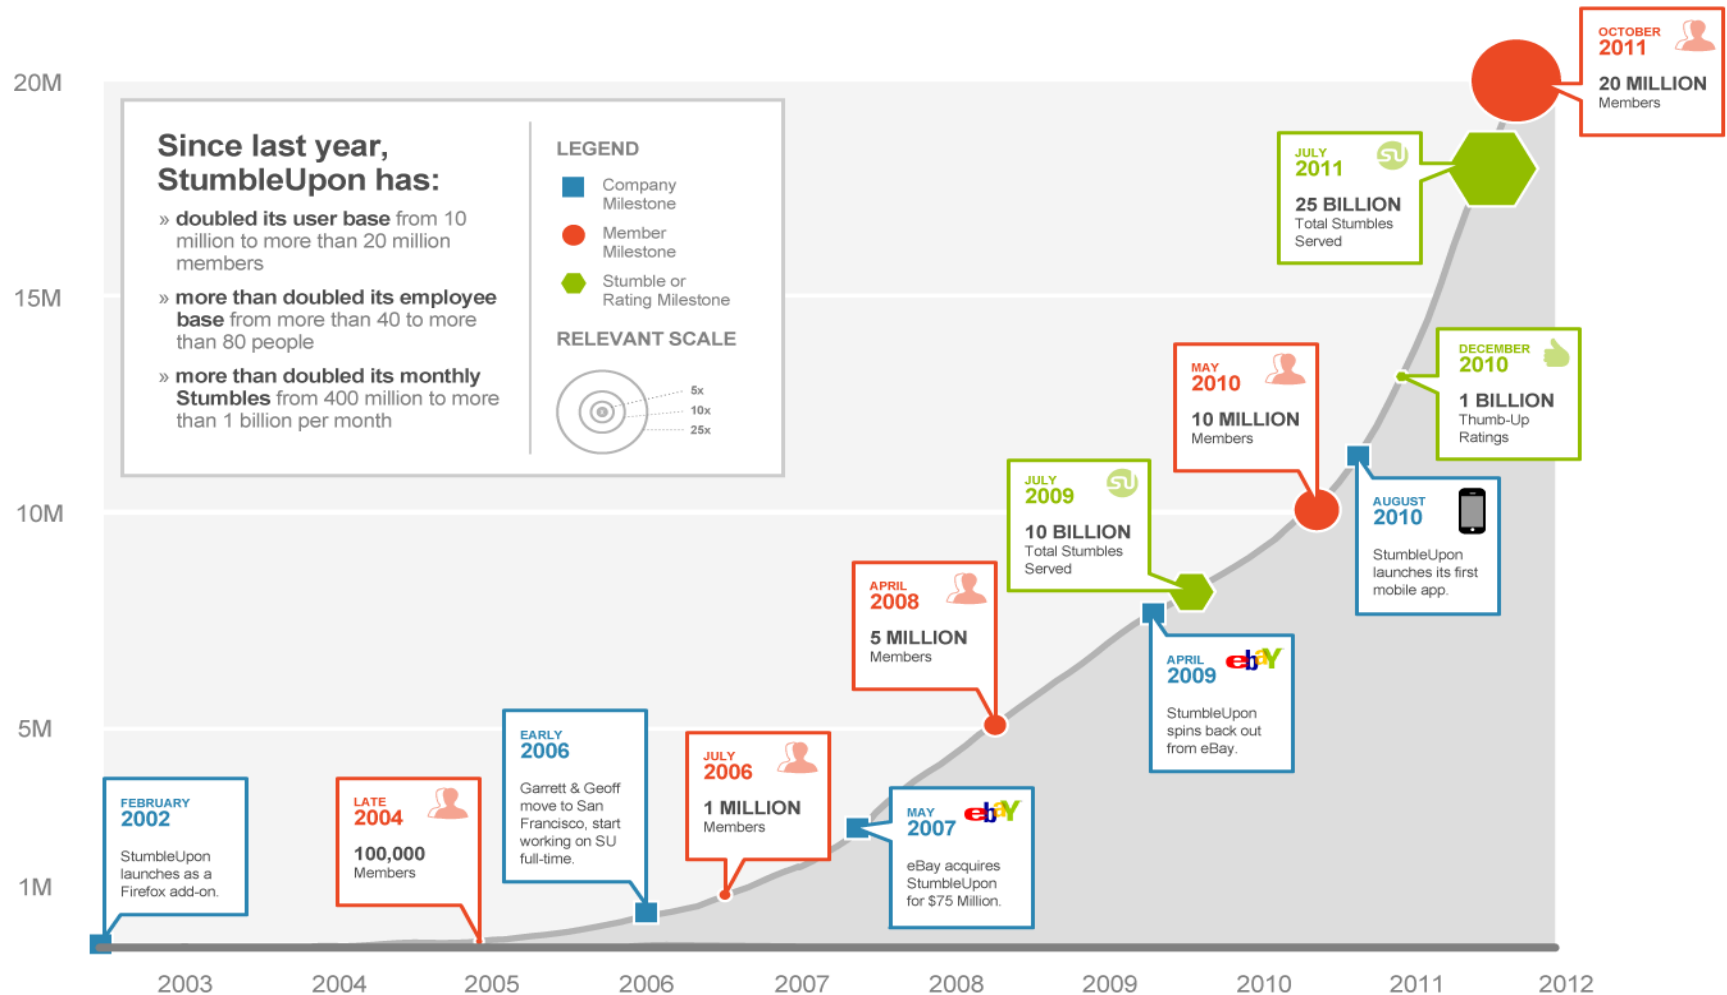 Since last year,
StumbleUpon has:
» doubled its user base from 10
million to more than 20 million
members
» more than doubled its employee
base from more than 40 to more
than 80 people
» more than doubled its monthly
Stumbles from 400 million to more
than 1 billion per month
LEGEND
Company
Milestone
Member
Milestone
Stumble or
Rating Milestone
RELEVANT SCALE
5x
10x
25x
20M
15M
10M
5M
1M
FEBRUARY
2002
StumbleUpon
launches as a
Firefox add-on.
LATE
2004
100,000
Members
EARLY
2006
Garrett & Geoff
move to San
Francisco, start
working on SU
full-time.
JULY
2006
1 MILLION
Members
MAY
2007
ebay
eBay acquires
StumbleUpon
for $75 Million.
APRIL
2008
5 MILLION
Members
APRIL
2009
ebay
StumbleUpon
spins back out
from eBay.
JULY
2009
SU
10 BILLION
Total Stumbles
Served
MAY
2010
10 MILLION
Members
AUGUST
2010
StumbleUpon
launches its first
mobile app.
DECEMBER
2010
1 BILLION
Thumb-Up
Ratings
JULY
2011
SU
25 BILLION
Total Stumbles
Served
OCTOBER
2011
20 MILLION
Members
2003
2004
2005
2006
2007
2008
2009
2010
2011
2012